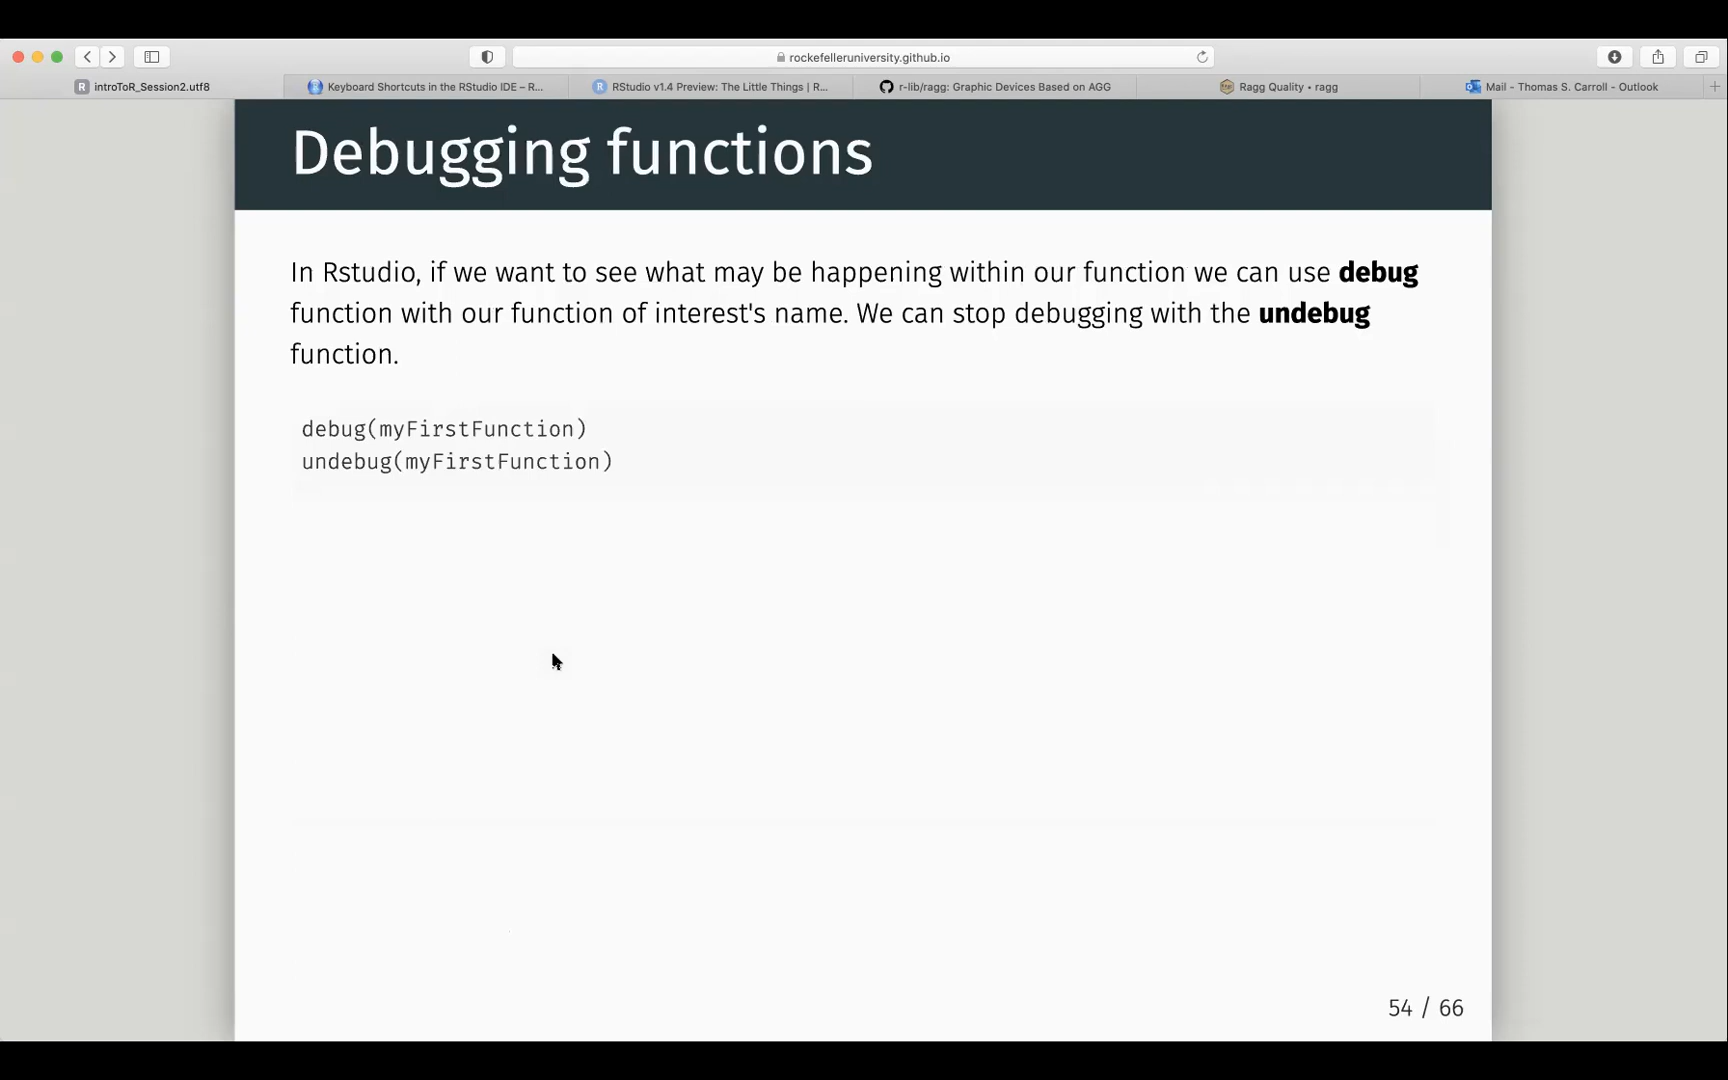 rockefelleruniversity.github.io
introToR_Session2.utf8
Keyboard Shortcuts in the RStudio IDE – R...
RStudio v1.4 Preview: The Little Things | R...
r-lib/ragg: Graphic Devices Based on AGG
Ragg Quality • ragg
Mail - Thomas S. Carroll - Outlook
Debugging functions
In Rstudio, if we want to see what may be happening within our function we can use debug
function with our function of interest's name. We can stop debugging with the undebug
function.
debug(myFirstFunction)
undebug(myFirstFunction)
54 / 66